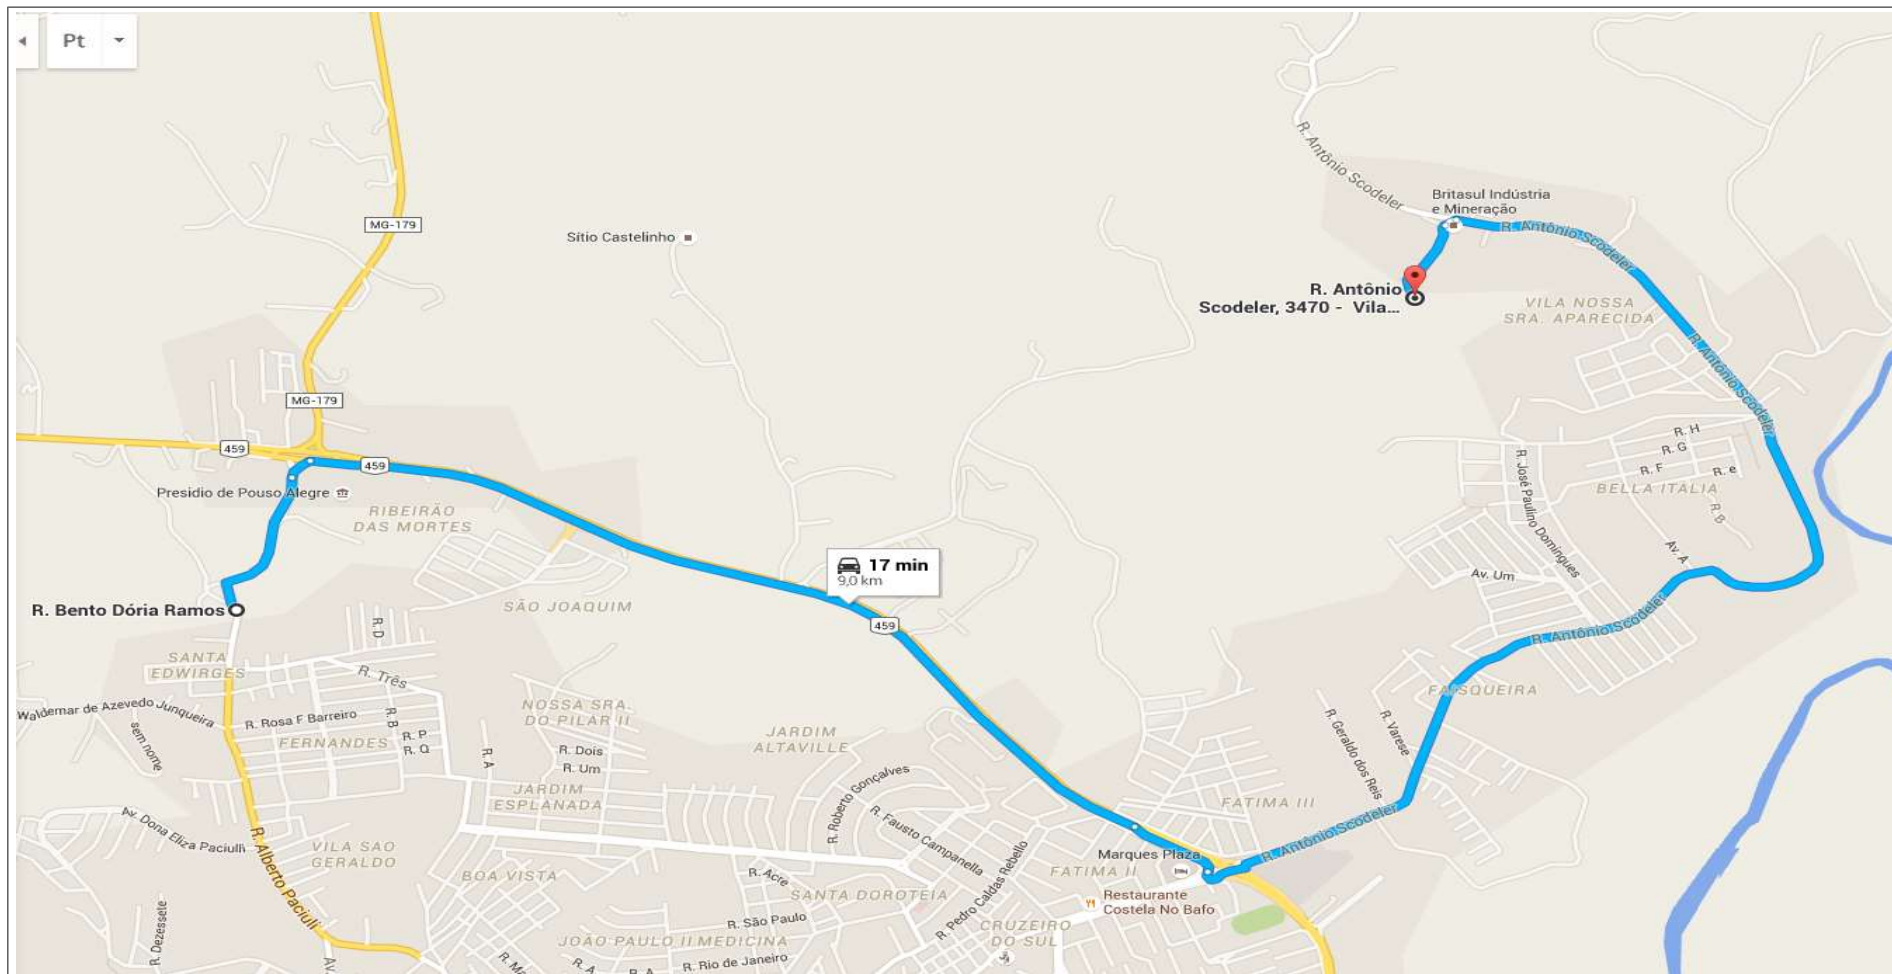 Pt
R. Antônio Scodeler
Britasul Indústria
e Mineração
R. Antônio Scodeler
MG-179
Sítio Castelinho
R. Antônio
Scodeler, 3470 - Vila...
VILA NOSSA
SRA. APARECIDA
R. Antônio Scodeler
MG-179
459
459
R. H
R. G
R. F
R. e
R. José Paulino Domingues
BELLA ITALIA
R. B
Presidio de Pouso Alegre
RIBEIRÃO
DAS MORTES
Av. A
17 min
9,0 km
Av. Um
R. Bento Dória Ramos
SÃO JOAQUIM
459
R. D
R. Antônio Scodeler
SANTA
EDWIRGES
R. Três
FAISQUEIRA
Waldemar de Azevedo Junqueira
sem nome
R. Rosa F Barreiro
R. B
R. P
R. Q
R. E
FERNANDES
NOSSA SRA.
DO PILAR II
R. A
R. Dois
R. Um
JARDIM
ALTAVILLE
R. Geraldo dos Reis
R. Varese
JARDIM
ESPLANADA
R. Roberto Gonçalves
R. Fausto Campanella
FATIMA III
Av. Dona Eliza Paciulli
R. Alberto Paciuli
VILA SAO
GERALDO
R. Antônio Scodeler
Marques Plaza
FATIMA II
BOA VISTA
R. Acre
SANTA DOROTEIA
R. Pedro Caldas Rebello
Restaurante
Costela No Bafo
R. Dezessete
R. São Paulo
CRUZEIRO
DO SUL
JOÃO PAULO II MEDICINA
Av.
R. A
R. A
R. Rio de Janeiro